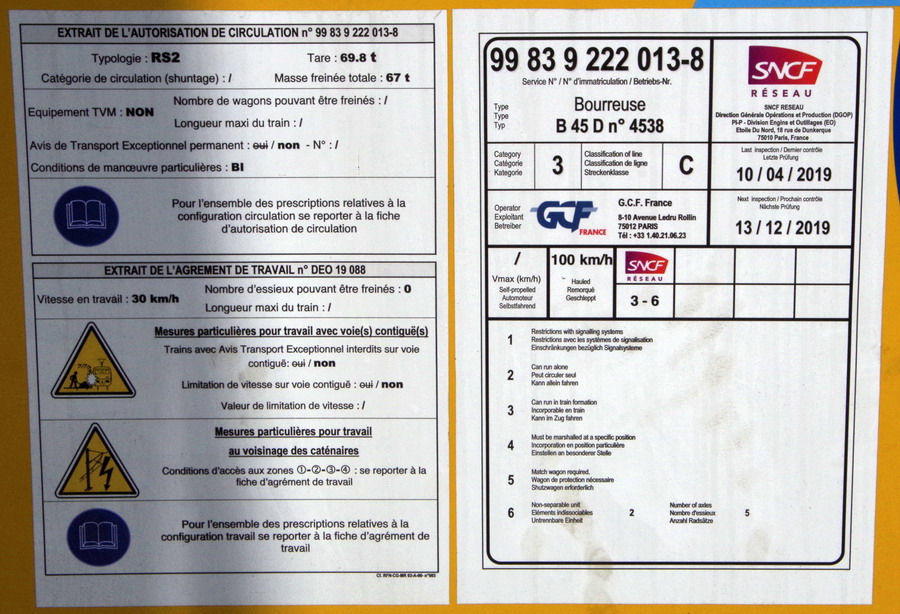 EXTRAIT DE L'AUTORISATION DE CIRCULATION n° 99 83 9 222 013-8
Typologie : RS2 Tare : 69.8 t
Catégorie de circulation (shuntage) : / Masse freinée totale : 67 t
Equipement TVM : NON
Nombre de wagons pouvant être freinés : /
Longueur maxi du train : /
Avis de Transport Exceptionnel permanent : oui / non - N° : /
Conditions de manœuvre particulières : BI
Pour l'ensemble des prescriptions relatives à la
configuration circulation se reporter à la fiche
d'autorisation de circulation
EXTRAIT DE L'AGREMENT DE TRAVAIL n° DEO 19 088
Vitesse en travail : 30 km/h
Nombre d'essieux pouvant être freinés : 0
Longueur maxi du train : /
Mesures particulières pour travail avec voie(s) contiguë(s)
Trains avec Avis Transport Exceptionnel interdits sur voie
contiguë: oui / non
Limitation de vitesse sur voie contiguë : oui / non
Valeur de limitation de vitesse : /
Mesures particulières pour travail
au voisinage des caténaires
Conditions d'accès aux zones ①-②-③-④ : se reporter à la
fiche d'agrément de travail
Pour l'ensemble des prescriptions relatives à la
configuration travail se reporter à la fiche d'agrément de
travail
99 83 9 222 013-8
Service N° / N° d'immatriculation / Betriebs-Nr.
Type
Type
Typ
Bourreuse
B 45 D n° 4538
SNCF
RÉSEAU
SNCF RESEAU
Direction Générale Opérations et Production (DGOP)
PI-P - Division Engins et Outillages (EO)
Etoile Du Nord, 18 rue de Dunkerque
75010 Paris, France
Category
Catégorie
Kategorie
3
Classification of line
Classification de ligne
Streckenklasse
C
Last inspection / Dernier contrôle
Letzte Prüfung
10 / 04 / 2019
Operator
Exploitant
Betreiber
GCF
FRANCE
G.C.F. France
8-10 Avenue Ledru Rollin
75012 PARIS
Tél : +33 1.40.21.06.23
Next inspection / Prochain contrôle
Nächste Prüfung
13 / 12 / 2019
/
Vmax (km/h)
Self-propelled
Automoteur
Selbstfahrend
100 km/h
Hauled
Remorqué
Geschleppt
SNCF
RÉSEAU
3 - 6
1
Restrictions with signalling systems
Restrictions avec les systèmes de signalisation
Einschränkungen bezüglich Signalsysteme
2
Can run alone
Peut circuler seul
Kann allein fahren
3
Can run in train formation
Incorporable en train
Kann im Zug fahren
4
Must be marshalled at a specific position
Incorporation en position particulière
Einstellen an besonderer Stelle
5
Match wagon required.
Wagon de protection nécessaire
Shutzwagen erforderlich
6
Non-separable unit
Eléments indissociables
Untrennbare Einheit
2
Number of axles
Nombre d'essieux
Anzahl Radsätze
5